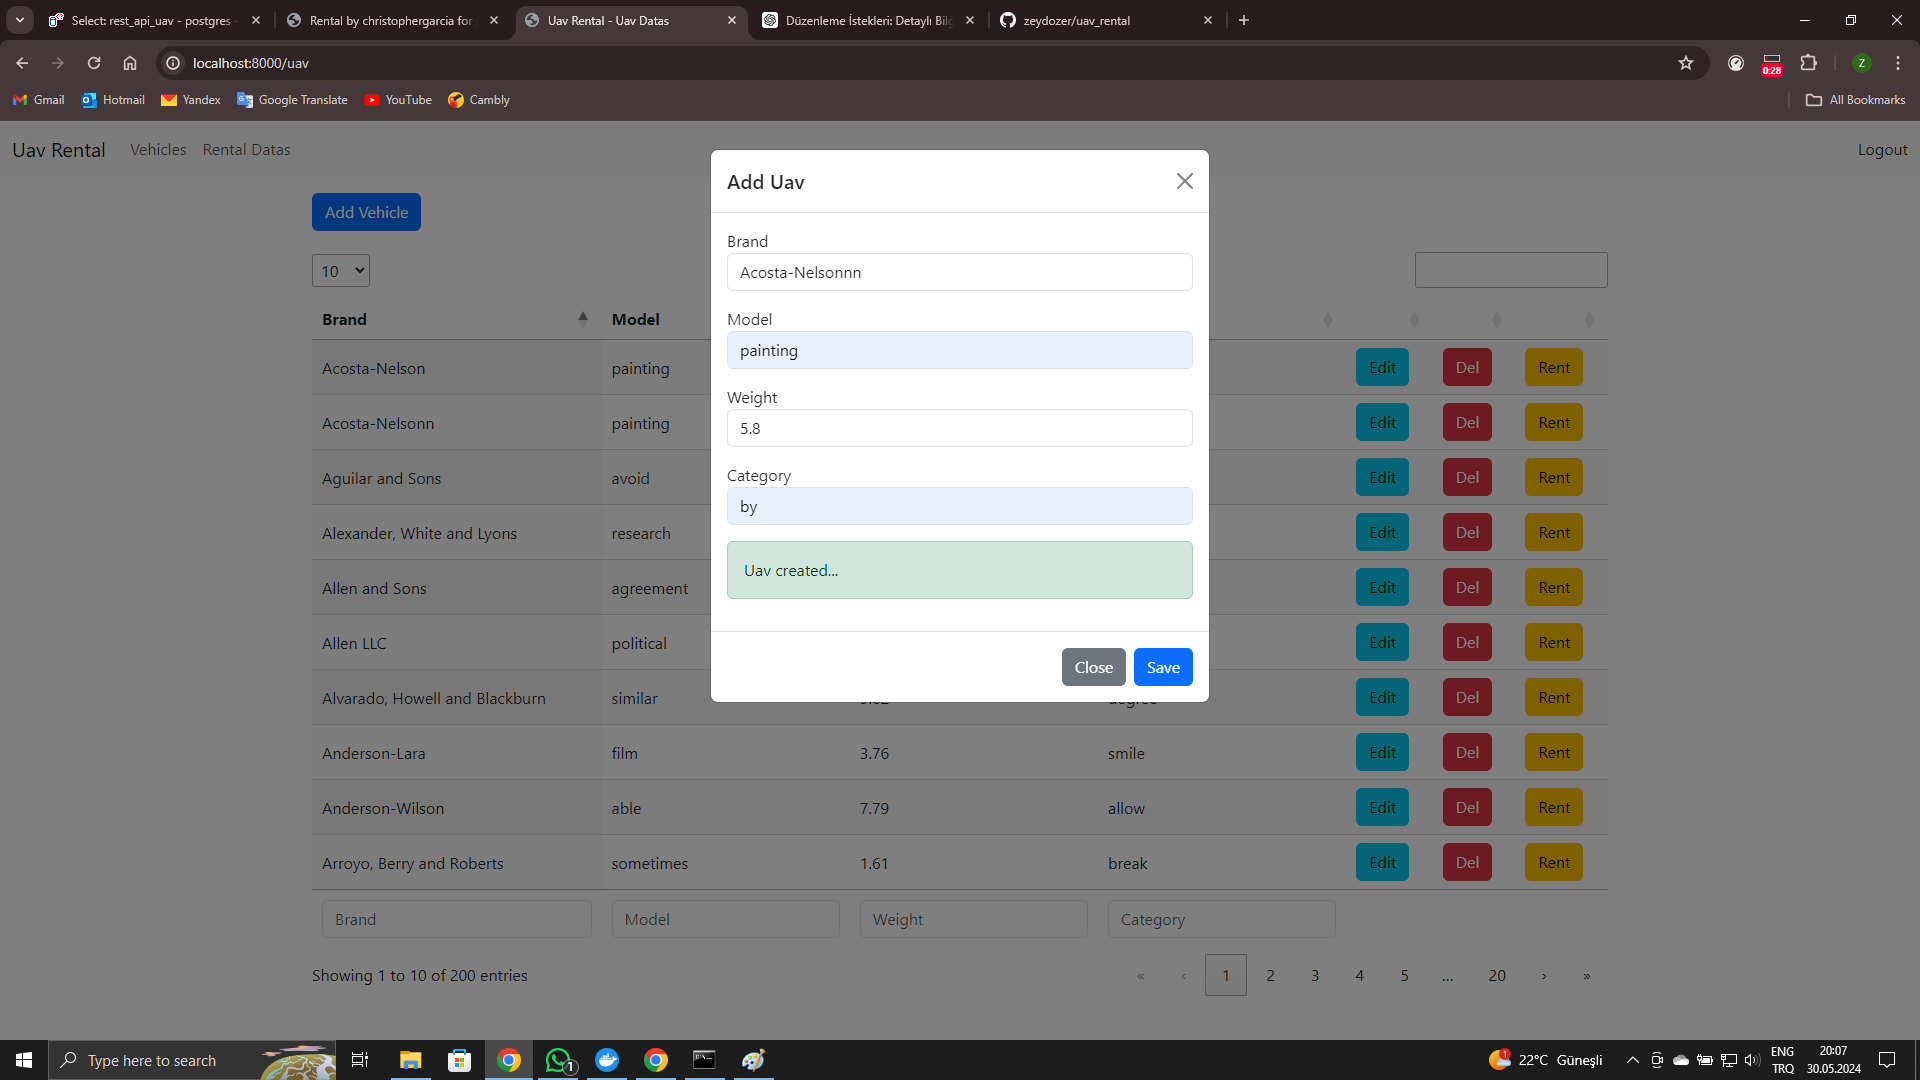 Select: rest_api_uav - postgres -
Rental by christophergarcia for
Uav Rental - Uav Datas
Düzenleme İstekleri: Detaylı Bilg
zeydozer/uav_rental
localhost:8000/uav
0:28
Z
Gmail
Hotmail
Yandex
Google Translate
YouTube
Cambly
All Bookmarks
Uav Rental
Vehicles
Rental Datas
Logout
Add Vehicle
10
Brand
Model
Acosta-Nelson painting Edit Del Rent
Acosta-Nelsonn painting Edit Del Rent
Aguilar and Sons avoid Edit Del Rent
Alexander, White and Lyons research Edit Del Rent
Allen and Sons agreement Edit Del Rent
Allen LLC political Edit Del Rent
Alvarado, Howell and Blackburn similar degree Edit Del Rent
Anderson-Lara film 3.76 smile Edit Del Rent
Anderson-Wilson able 7.79 allow Edit Del Rent
Arroyo, Berry and Roberts sometimes 1.61 break Edit Del Rent
Brand Model Weight Category
Showing 1 to 10 of 200 entries
« ‹ 1 2 3 4 5 ... 20 › »
Add Uav
Brand
Acosta-Nelsonnn
Model
painting
Weight
5.8
Category
by
Uav created...
Close Save
Type here to search
1
1
22°C Güneşli
ENG
TRQ
20:07
30.05.2024